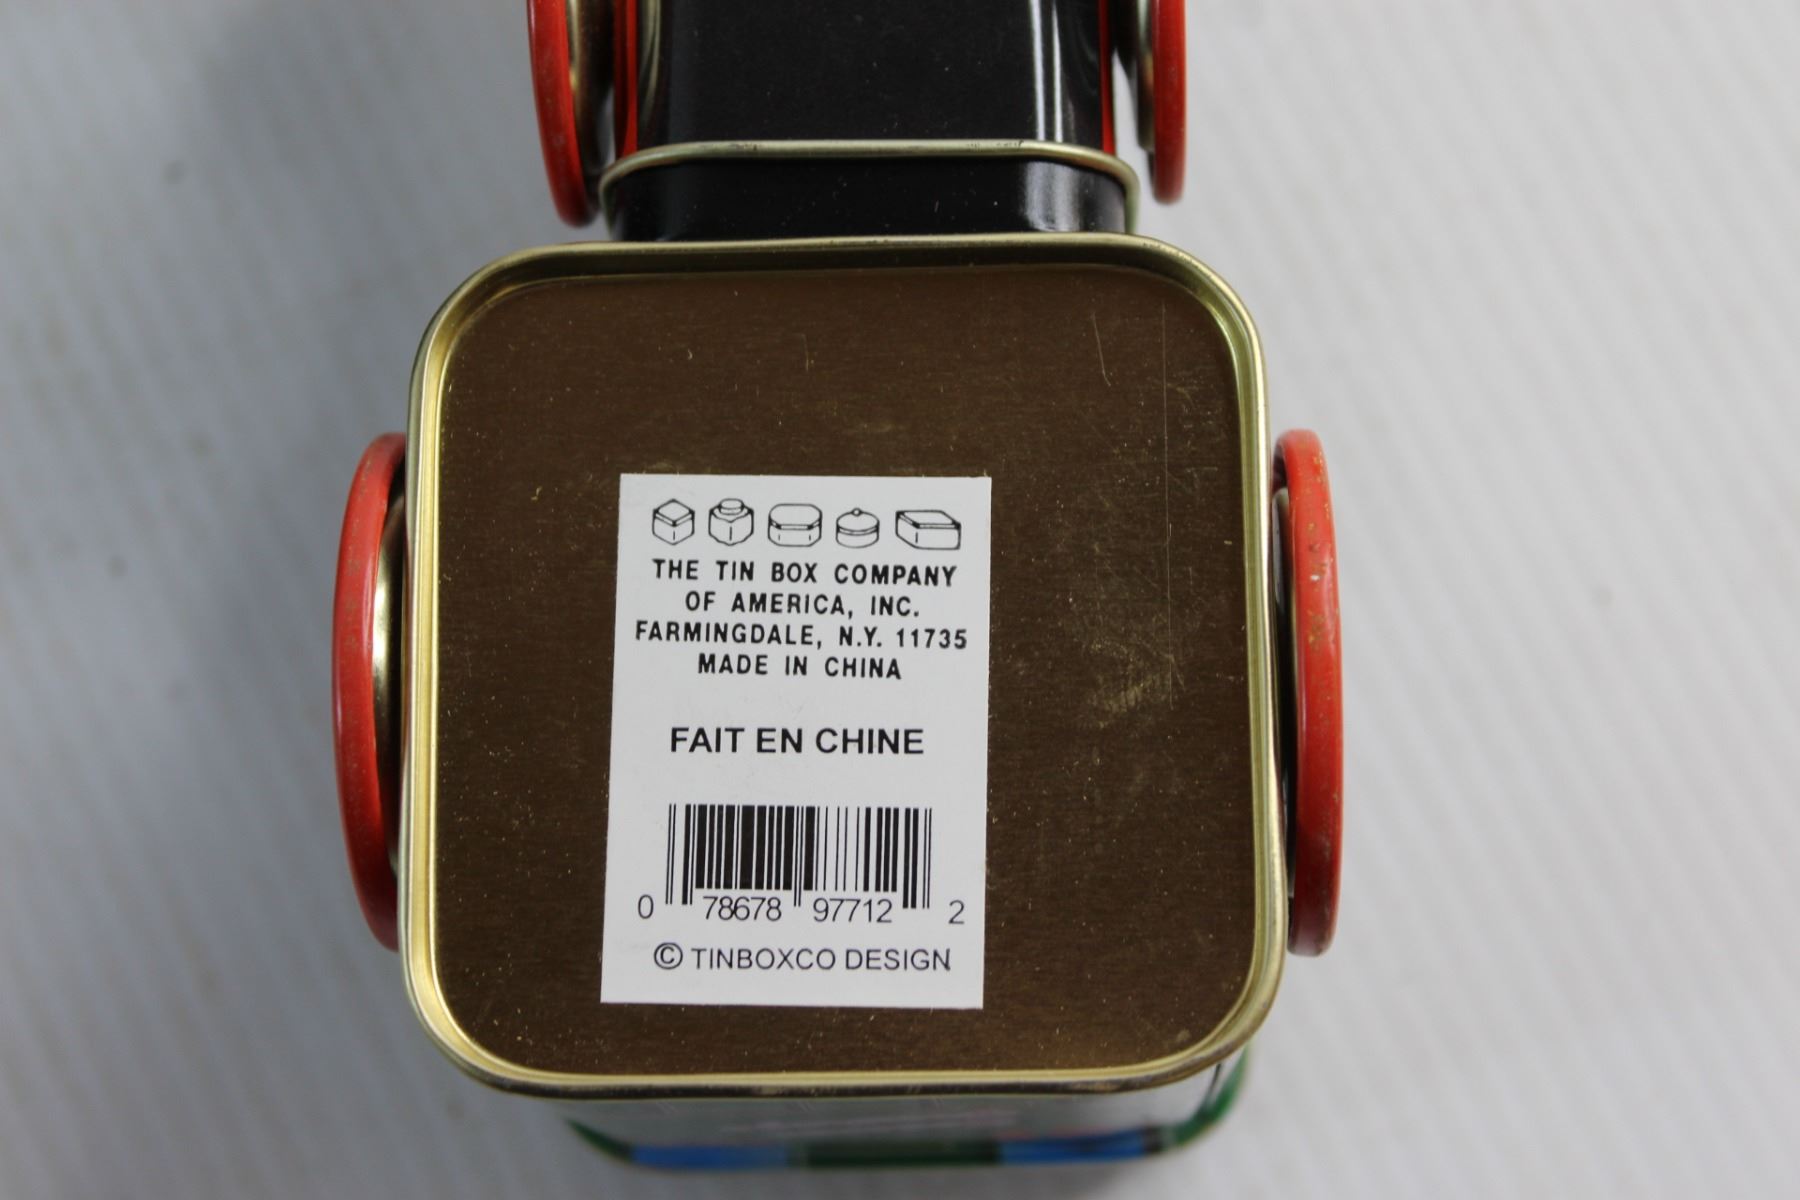 THE TIN BOX COMPANY
OF AMERICA, INC.
FARMINGDALE, N.Y. 11735
MADE IN CHINA
FAIT EN CHINE
0 78678 97712 2
© TINBOXCO DESIGN